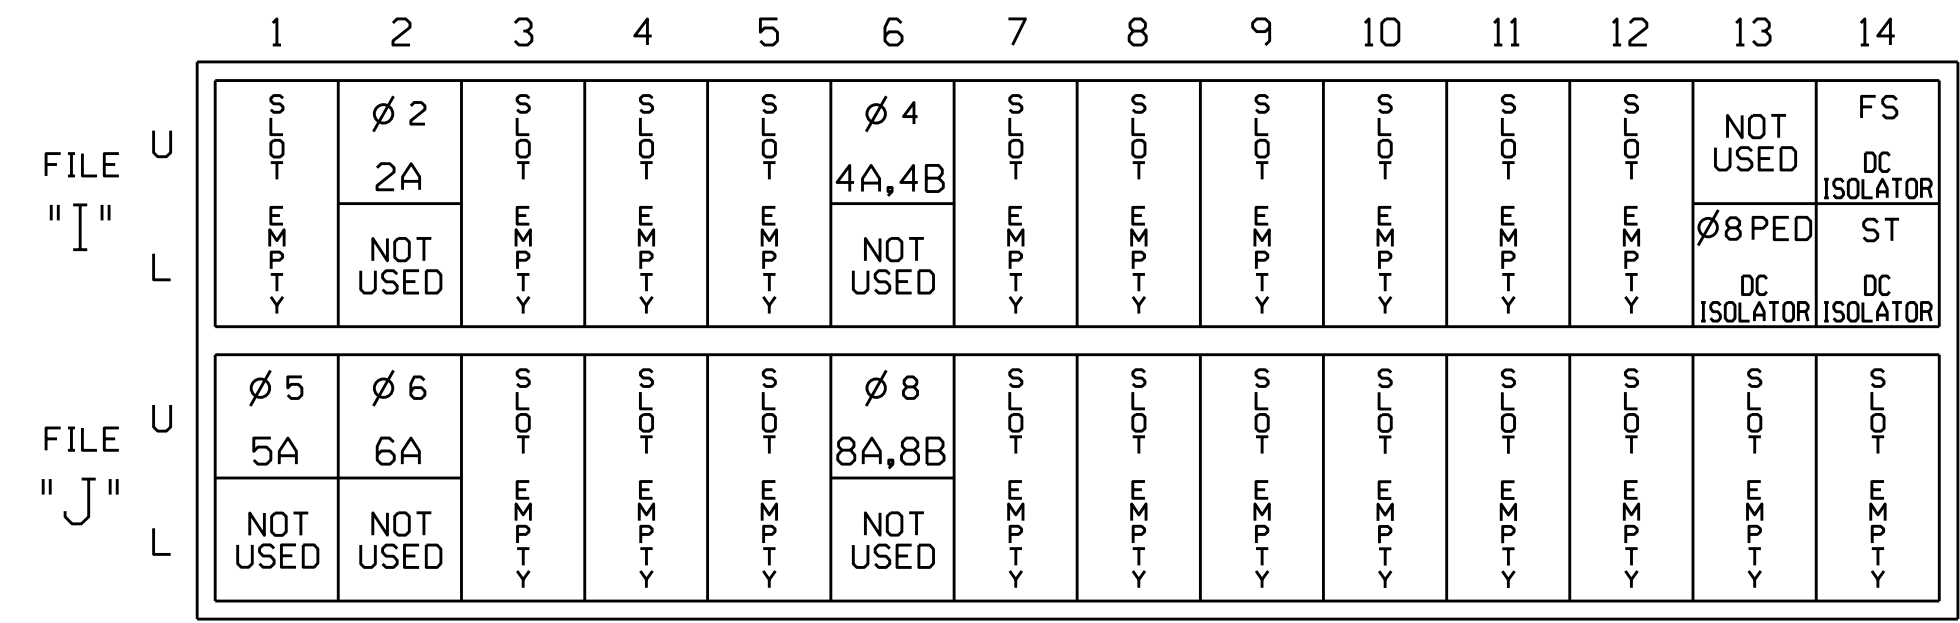 1 2 3 4 5 6 7 8 9 10 11 12 13 14
FILE "I"
U
L
SLOT EMPTY
Ø 2
2A
NOT USED
SLOT EMPTY
SLOT EMPTY
SLOT EMPTY
Ø 4
4A,4B
NOT USED
SLOT EMPTY
SLOT EMPTY
SLOT EMPTY
SLOT EMPTY
SLOT EMPTY
SLOT EMPTY
NOT USED
Ø8 PED
DC ISOLATOR
FS
DC ISOLATOR
ST
DC ISOLATOR
FILE "J"
U
L
Ø 5
5A
NOT USED
Ø 6
6A
NOT USED
SLOT EMPTY
SLOT EMPTY
SLOT EMPTY
Ø 8
8A,8B
NOT USED
SLOT EMPTY
SLOT EMPTY
SLOT EMPTY
SLOT EMPTY
SLOT EMPTY
SLOT EMPTY
SLOT EMPTY
SLOT EMPTY